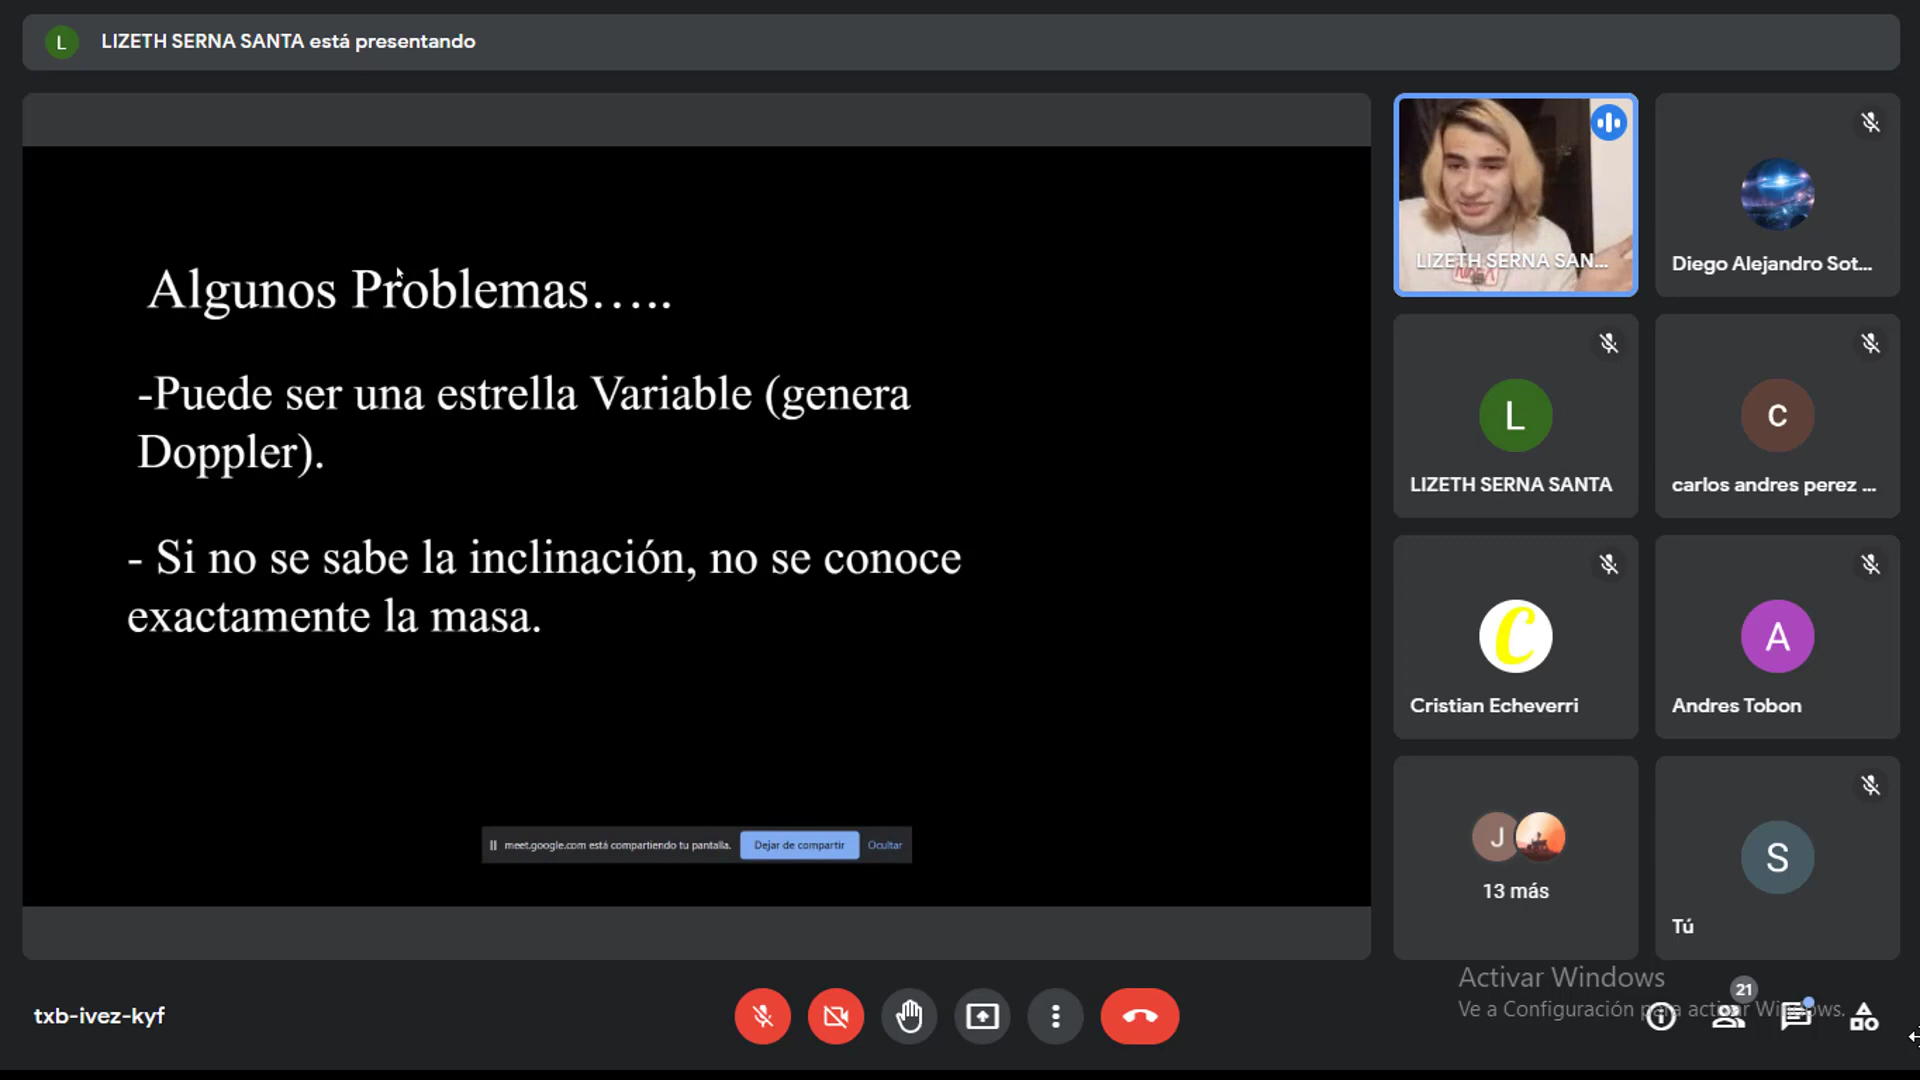 L LIZETH SERNA SANTA está presentando
Algunos Problemas…..
-Puede ser una estrella Variable (genera
Doppler).
- Si no se sabe la inclinación, no se conoce
exactamente la masa.
meet.google.com está compartiendo tu pantalla. Dejar de compartir Ocultar
LIZETH SERNA SAN...
Diego Alejandro Sot...
L
LIZETH SERNA SANTA
c
carlos andres perez ...
C
Cristian Echeverri
A
Andres Tobon
J
13 más
S
Tú
Activar Windows
Ve a Configuración para activar Windows.
txb-ivez-kyf
21